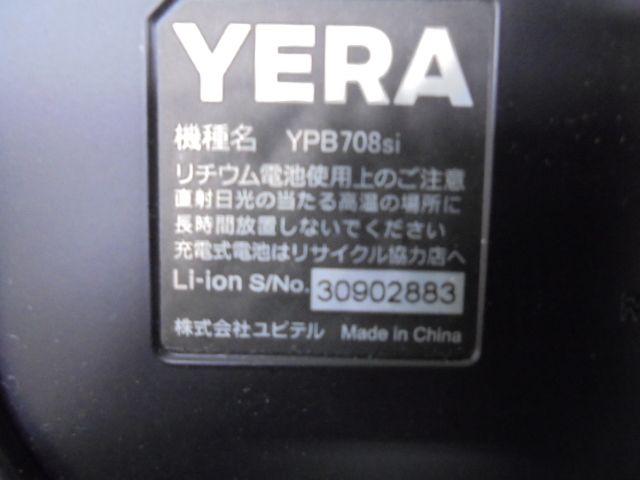 YERA
機種名 YPB708si
リチウム電池使用上のご注意
直射日光の当たる高温の場所に
長時間放置しないでください
充電式電池はリサイクル協力店へ
Li-ion S/No. 30902883
株式会社ユピテル Made in China